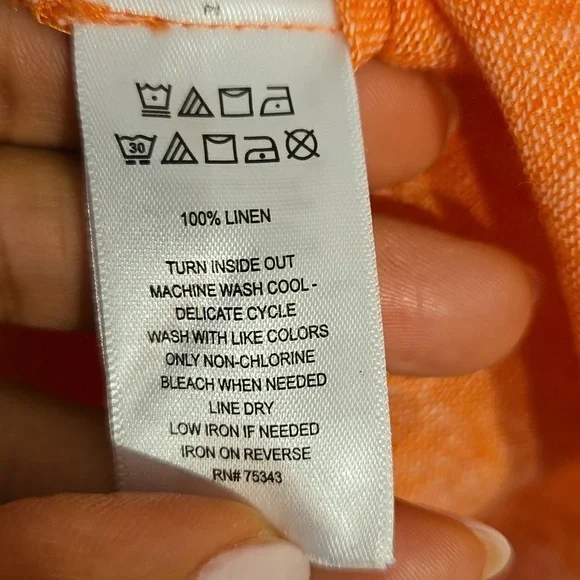 30
100% LINEN
TURN INSIDE OUT
MACHINE WASH COOL -
DELICATE CYCLE
WASH WITH LIKE COLORS
ONLY NON-CHLORINE
BLEACH WHEN NEEDED
LINE DRY
LOW IRON IF NEEDED
IRON ON REVERSE
RN# 75343